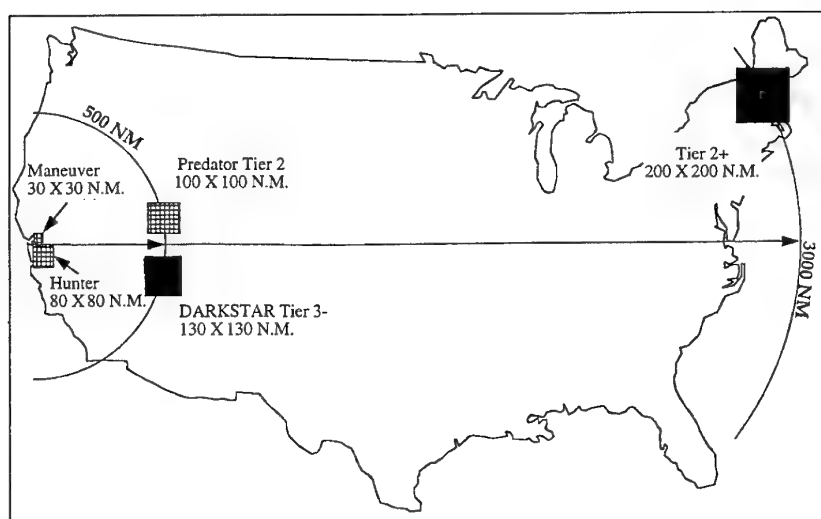 500 NM
Maneuver
30 X 30 N.M.
Predator Tier 2
100 X 100 N.M.
Tier 2+
200 X 200 N.M.
Hunter
80 X 80 N.M.
DARKSTAR Tier 3-
130 X 130 N.M.
3000 NM